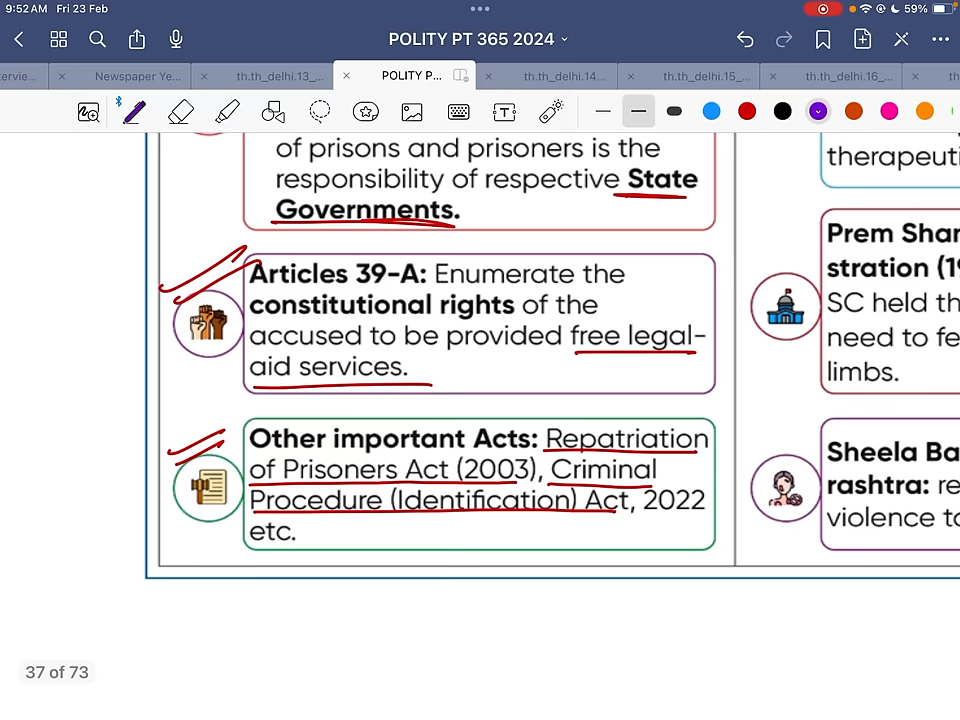 9:52 AM Fri 23 Feb
59%
POLITY PT 365 2024
Newspaper Ye...
th.th_delhi.13_...
POLITY P...
th.th_delhi.14...
th.th_delhi.15_...
th.th_delhi.16_...
of prisons and prisoners is the
responsibility of respective State
Governments.
Articles 39-A: Enumerate the
constitutional rights of the
accused to be provided free legal-
aid services.
Other important Acts: Repatriation
of Prisoners Act (2003), Criminal
Procedure (Identification) Act, 2022
etc.
therapeuti
Prem Shar
stration (19
SC held th
need to fe
limbs.
Sheela Ba
rashtra: re
violence to
37 of 73